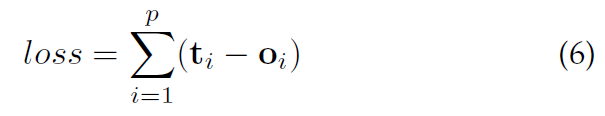 loss = \sum_{i=1}^{p} (\mathbf{t}_i - \mathbf{o}_i) (6)